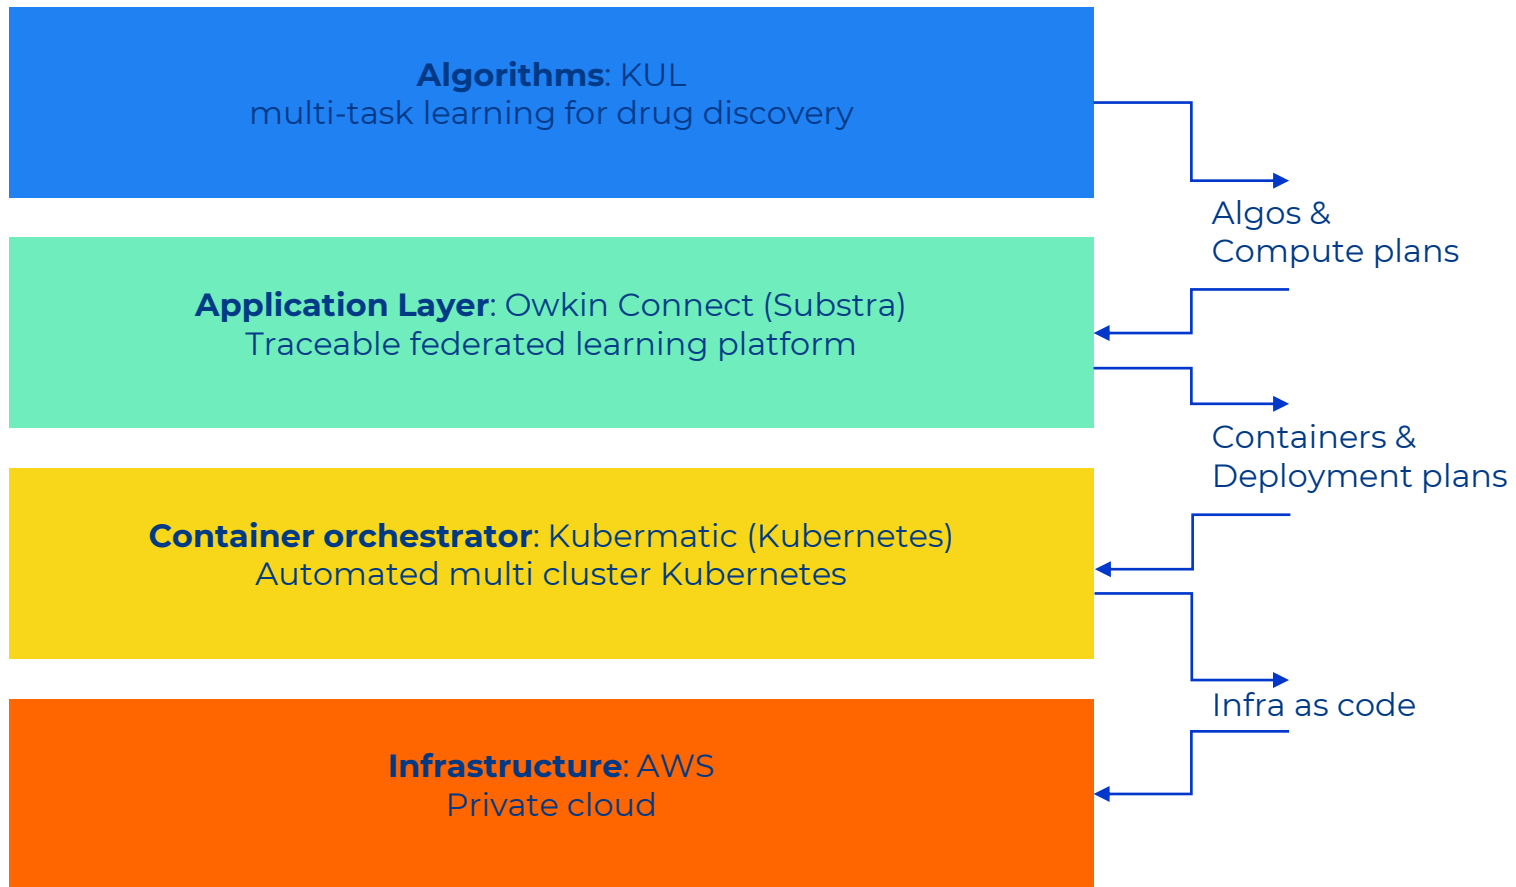 Algorithms: KUL
multi-task learning for drug discovery
Algos &
Compute plans
Application Layer: Owkin Connect (Substra)
Traceable federated learning platform
Containers &
Deployment plans
Container orchestrator: Kubermatic (Kubernetes)
Automated multi cluster Kubernetes
Infra as code
Infrastructure: AWS
Private cloud